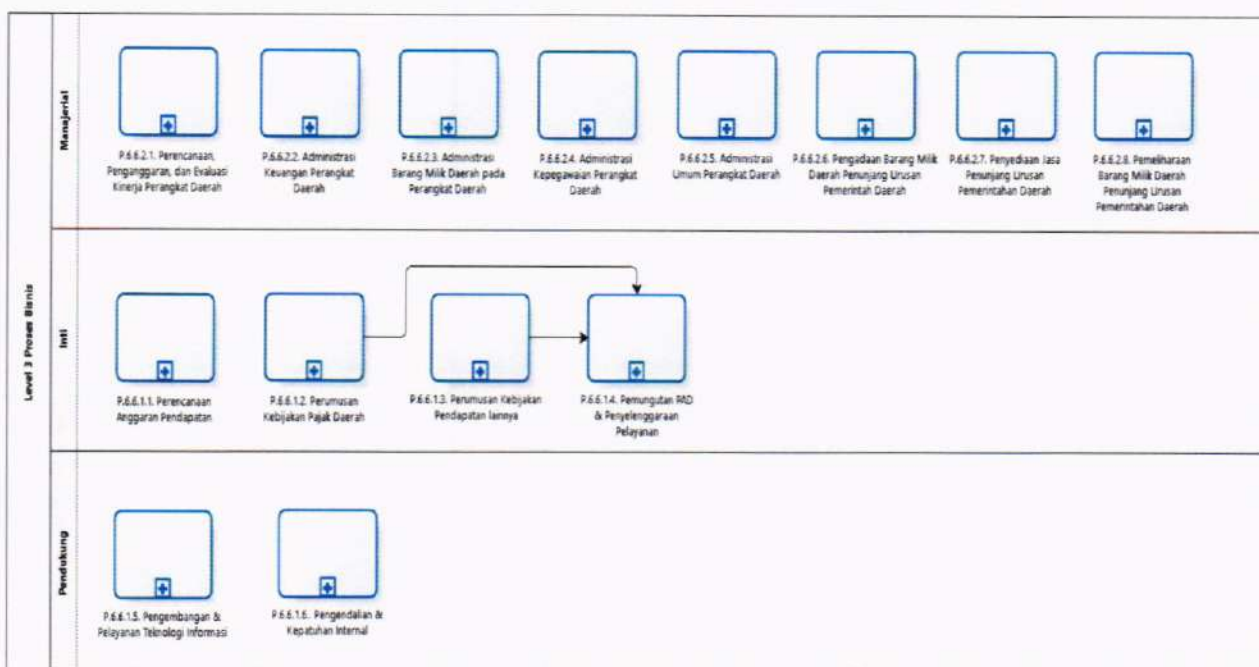 Level 3 Proses Bisnis
Manajerial
P.6.6.2.1. Perencanaan,
Penganggaran, dan Evaluasi
Kinerja Perangkat Daerah
P.6.6.2.2. Administrasi
Keuangan Perangkat
Daerah
P.6.6.2.3. Administrasi
Barang Milik Daerah pada
Perangkat Daerah
P.6.6.2.4. Administrasi
Kepegawaian Perangkat
Daerah
P.6.6.2.5. Administrasi
Umum Perangkat Daerah
P.6.6.2.6. Pengadaan Barang Milik
Daerah Penunjang Urusan
Pemerintah Daerah
P.6.6.2.7. Penyediaan Jasa
Penunjang Urusan
Pemerintahan Daerah
P.6.6.2.8. Pemeliharaan
Barang Milik Daerah
Penunjang Urusan
Pemerintahan Daerah
Inti
P.6.6.1.1. Perencanaan
Anggaran Pendapatan
P.6.6.1.2. Perumusan
Kebijakan Pajak Daerah
P.6.6.1.3. Perumusan Kebijakan
Pendapatan lainnya
P.6.6.1.4. Pemungutan PAD
& Penyelenggaraan
Pelayanan
Pendukung
P.6.6.1.5. Pengembangan &
Pelayanan Teknologi Informasi
P.6.6.1.6. Pengendalian &
Kepatuhan Internal